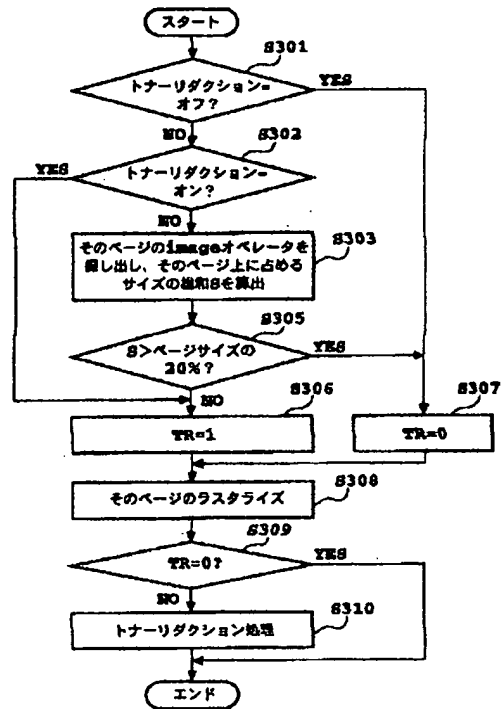 スタート
S301
トナーリダクション=
オフ?
YES
NO
S302
YES
トナーリダクション=
オン?
NO
S303
そのページのimageオペレータを
探し出し、そのページ上に占める
サイズの総和Sを算出
S305
S>ページサイズの
20%?
YES
NO
S306
S307
TR=1
TR=0
S308
そのページのラスタライズ
S309
TR=0?
YES
NO
S310
トナーリダクション処理
エンド